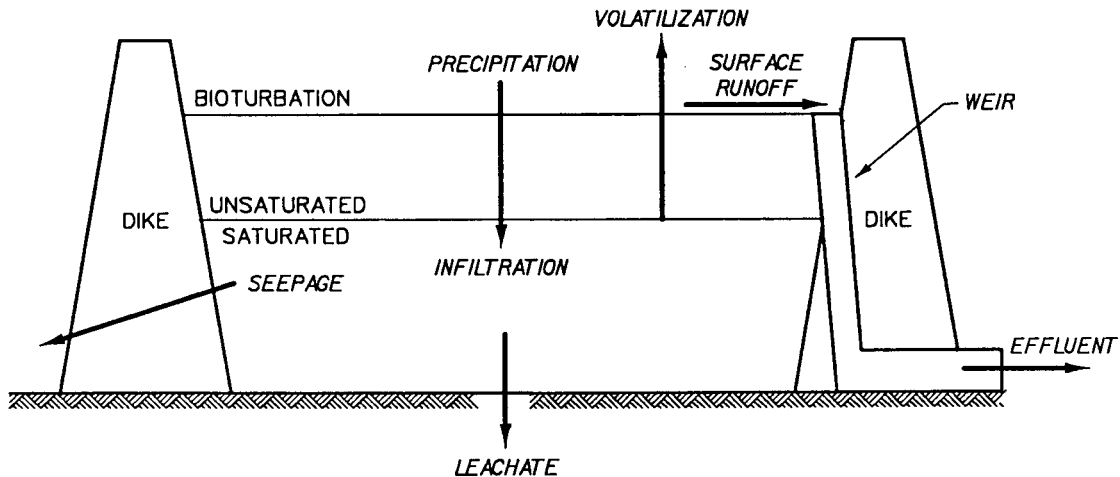 VOLATILIZATION
PRECIPITATION
SURFACE
RUNOFF
BIOTURBATION
WEIR
DIKE
UNSATURATED
DIKE
SATURATED
INFILTRATION
SEEPAGE
EFFLUENT
LEACHATE